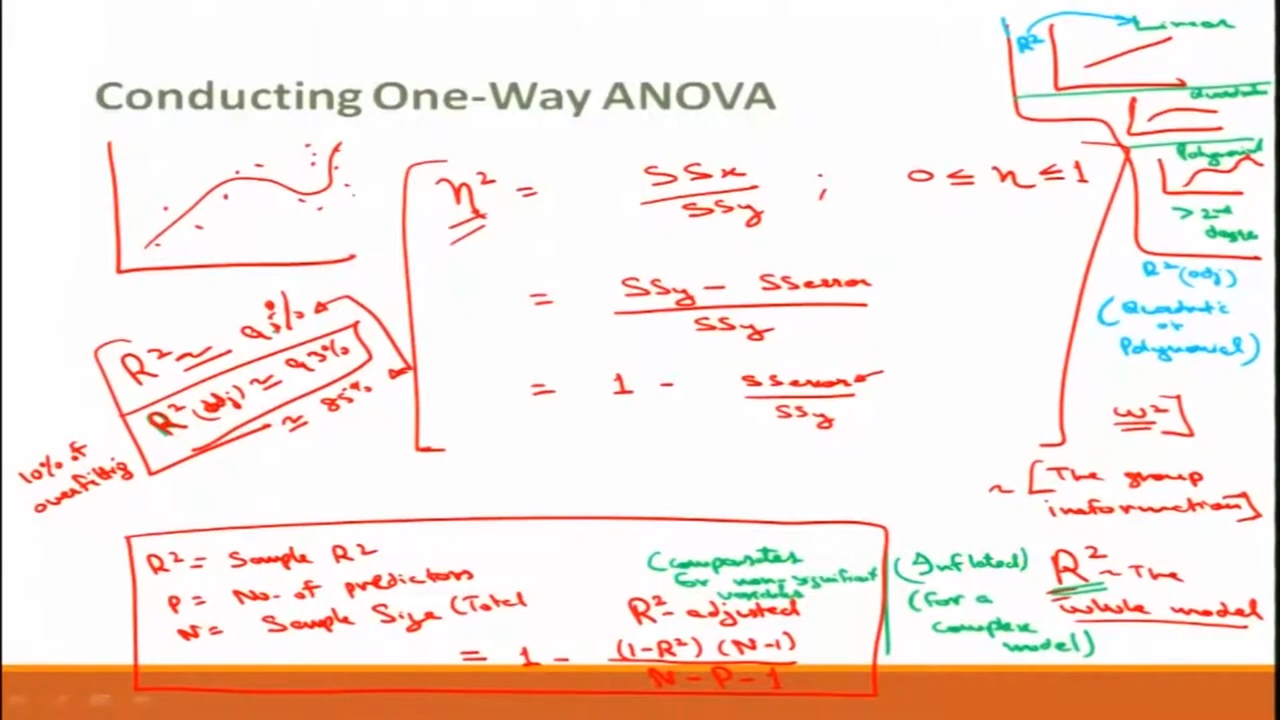 Conducting One-Way ANOVA
η² = SSx / SSy ; 0 ≤ η ≤ 1
= SSy - SSerror / SSy
= 1 - SSerror / SSy
R² ≃ 95%
R² (adj) ≃ 93%
≃ 85%
10% of
overfitting
R² = Sample R²
P = No. of predictors
N = Sample Size (Total
(Compensates
for non-significant
variables
R²-adjusted
= 1 - (1-R²) (N-1) / N - P - 1
R²
Linear
Quadratic
Polynomial
> 2nd
degree
R² (adj)
(Quadratic
or
Polynomial)
ω²]
~ [The group
information]
R² ~ The
whole model
(Inflated)
(for a
complex
model)